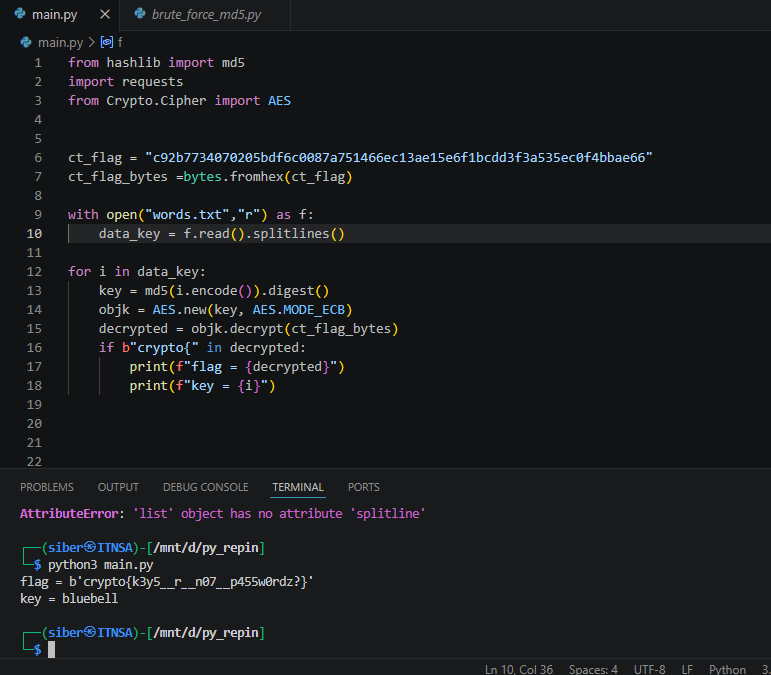 main.py × brute_force_md5.py
main.py > f
1 from hashlib import md5
2 import requests
3 from Crypto.Cipher import AES
4
5
6 ct_flag = "c92b7734070205bdf6c0087a751466ec13ae15e6f1bcdd3f3a535ec0f4bbae66"
7 ct_flag_bytes =bytes.fromhex(ct_flag)
8
9 with open("words.txt","r") as f:
10     data_key = f.read().splitlines()
11
12 for i in data_key:
13     key = md5(i.encode()).digest()
14     objk = AES.new(key, AES.MODE_ECB)
15     decrypted = objk.decrypt(ct_flag_bytes)
16     if b"crypto{" in decrypted:
17         print(f"flag = {decrypted}")
18         print(f"key = {i}")
19
20
21
22
PROBLEMS OUTPUT DEBUG CONSOLE TERMINAL PORTS
AttributeError: 'list' object has no attribute 'splitline'
┌──(siber㉿ITNSA)-[/mnt/d/py_repin]
└─$ python3 main.py
flag = b'crypto{k3y5__r__n07__p455w0rdz?}'
key = bluebell
┌──(siber㉿ITNSA)-[/mnt/d/py_repin]
└─$
Ln 10, Col 36 Spaces: 4 UTF-8 LF Python 3.